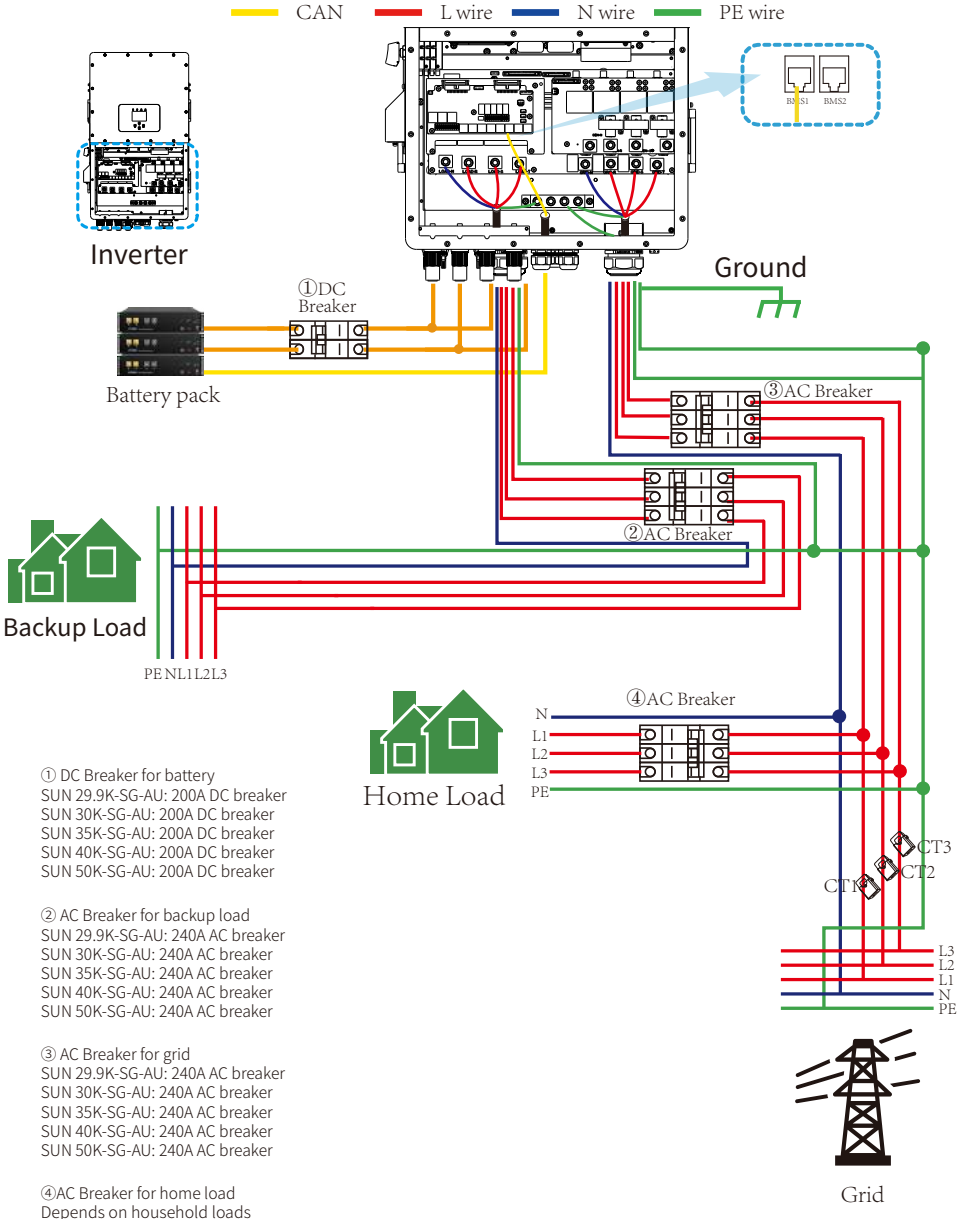 CAN
L wire
N wire
PE wire
BMS1
BMS2
Inverter
Ground
①DC
Breaker
Battery pack
③AC Breaker
②AC Breaker
Backup Load
PE N L1 L2 L3
④AC Breaker
N
L1
L2
L3
PE
Home Load
① DC Breaker for battery
SUN 29.9K-SG-AU: 200A DC breaker
SUN 30K-SG-AU: 200A DC breaker
SUN 35K-SG-AU: 200A DC breaker
SUN 40K-SG-AU: 200A DC breaker
SUN 50K-SG-AU: 200A DC breaker
② AC Breaker for backup load
SUN 29.9K-SG-AU: 240A AC breaker
SUN 30K-SG-AU: 240A AC breaker
SUN 35K-SG-AU: 240A AC breaker
SUN 40K-SG-AU: 240A AC breaker
SUN 50K-SG-AU: 240A AC breaker
③ AC Breaker for grid
SUN 29.9K-SG-AU: 240A AC breaker
SUN 30K-SG-AU: 240A AC breaker
SUN 35K-SG-AU: 240A AC breaker
SUN 40K-SG-AU: 240A AC breaker
SUN 50K-SG-AU: 240A AC breaker
④AC Breaker for home load
Depends on household loads
CT3
CT2
CT1
L3
L2
L1
N
PE
Grid